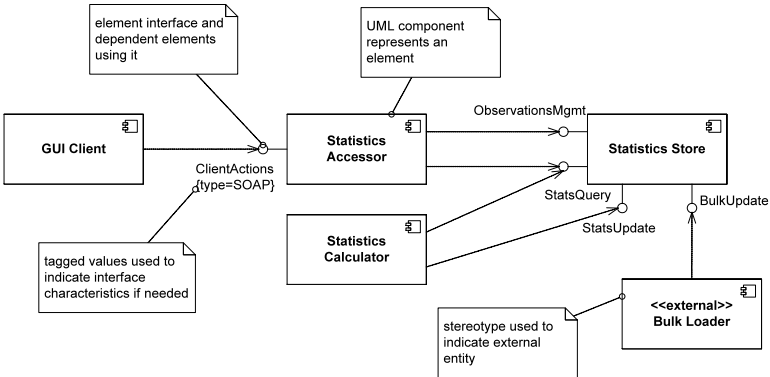 element interface and
dependent elements
using it
UML component
represents an
element
GUI Client
ClientActions
{type=SOAP}
Statistics
Accessor
ObservationsMgmt
Statistics Store
StatsQuery
StatsUpdate
BulkUpdate
Statistics
Calculator
tagged values used to
indicate interface
characteristics if needed
stereotype used to
indicate external
entity
<<external>>
Bulk Loader